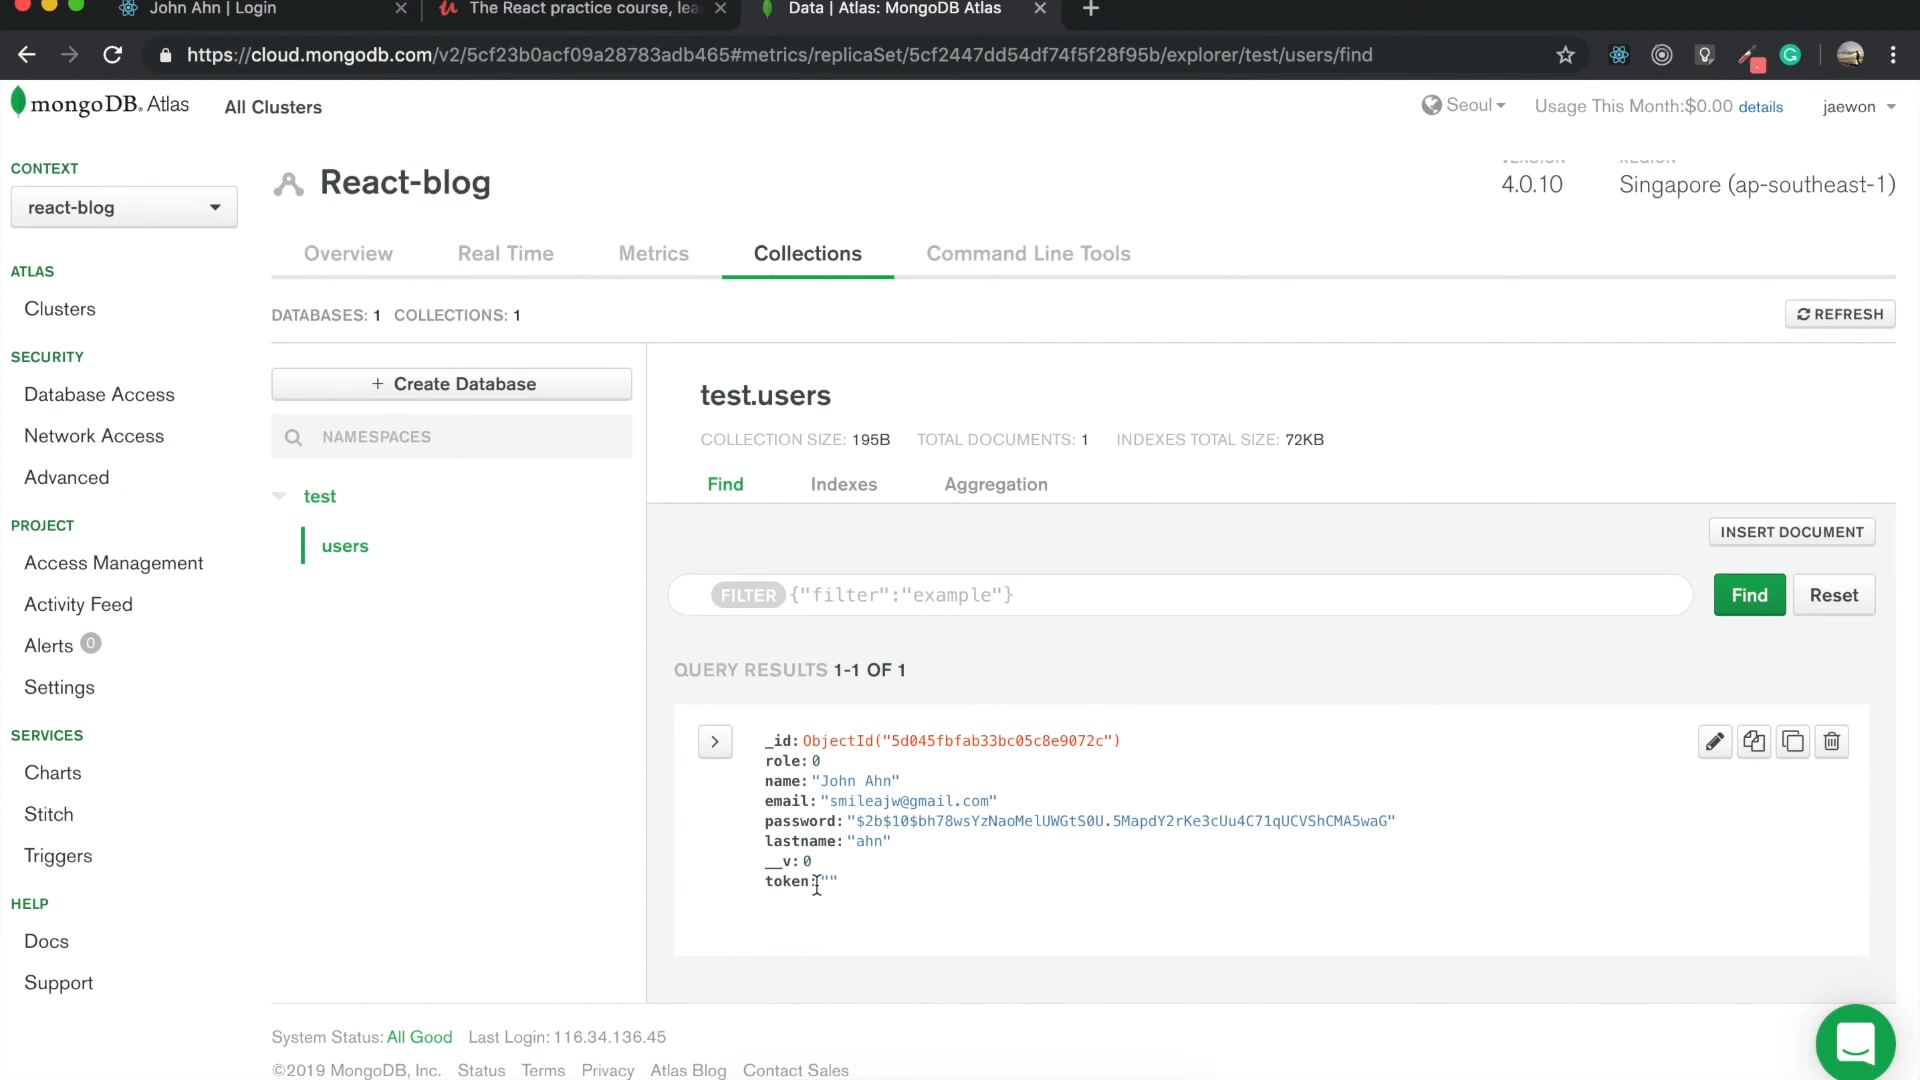 John Ahn | Login
The React practice course, lea
Data | Atlas: MongoDB Atlas
https://cloud.mongodb.com/v2/5cf23b0acf09a28783adb465#metrics/replicaSet/5cf2447dd54df74f5f28f95b/explorer/test/users/find
mongoDB. Atlas
All Clusters
Seoul
Usage This Month:$0.00 details
jaewon
CONTEXT
react-blog
ATLAS
Clusters
SECURITY
Database Access
Network Access
Advanced
PROJECT
Access Management
Activity Feed
Alerts 0
Settings
SERVICES
Charts
Stitch
Triggers
HELP
Docs
Support
React-blog
VERSION
REGION
4.0.10
Singapore (ap-southeast-1)
Overview
Real Time
Metrics
Collections
Command Line Tools
DATABASES: 1 COLLECTIONS: 1
REFRESH
+ Create Database
NAMESPACES
test
users
test.users
COLLECTION SIZE: 195B TOTAL DOCUMENTS: 1 INDEXES TOTAL SIZE: 72KB
Find
Indexes
Aggregation
INSERT DOCUMENT
FILTER {"filter":"example"}
Find
Reset
QUERY RESULTS 1-1 OF 1
_id: ObjectId("5d045fbfab33bc05c8e9072c")
role: 0
name: "John Ahn"
email: "smileajw@gmail.com"
password: "$2b$10$bh78wsYzNaoMelUWGtS0U.5MapdY2rKe3cUu4C71qUCVShCMA5waG"
lastname: "ahn"
__v: 0
token: ""
System Status: All Good Last Login: 116.34.136.45
©2019 MongoDB, Inc. Status Terms Privacy Atlas Blog Contact Sales